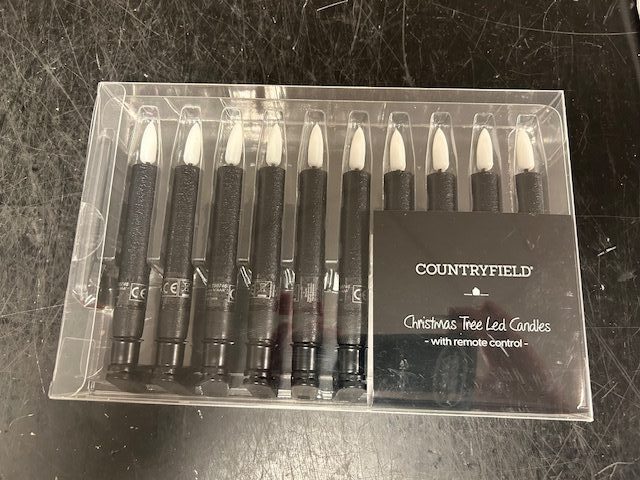 COUNTRYFIELD®
Christmas Tree Led Candles
- with remote control -